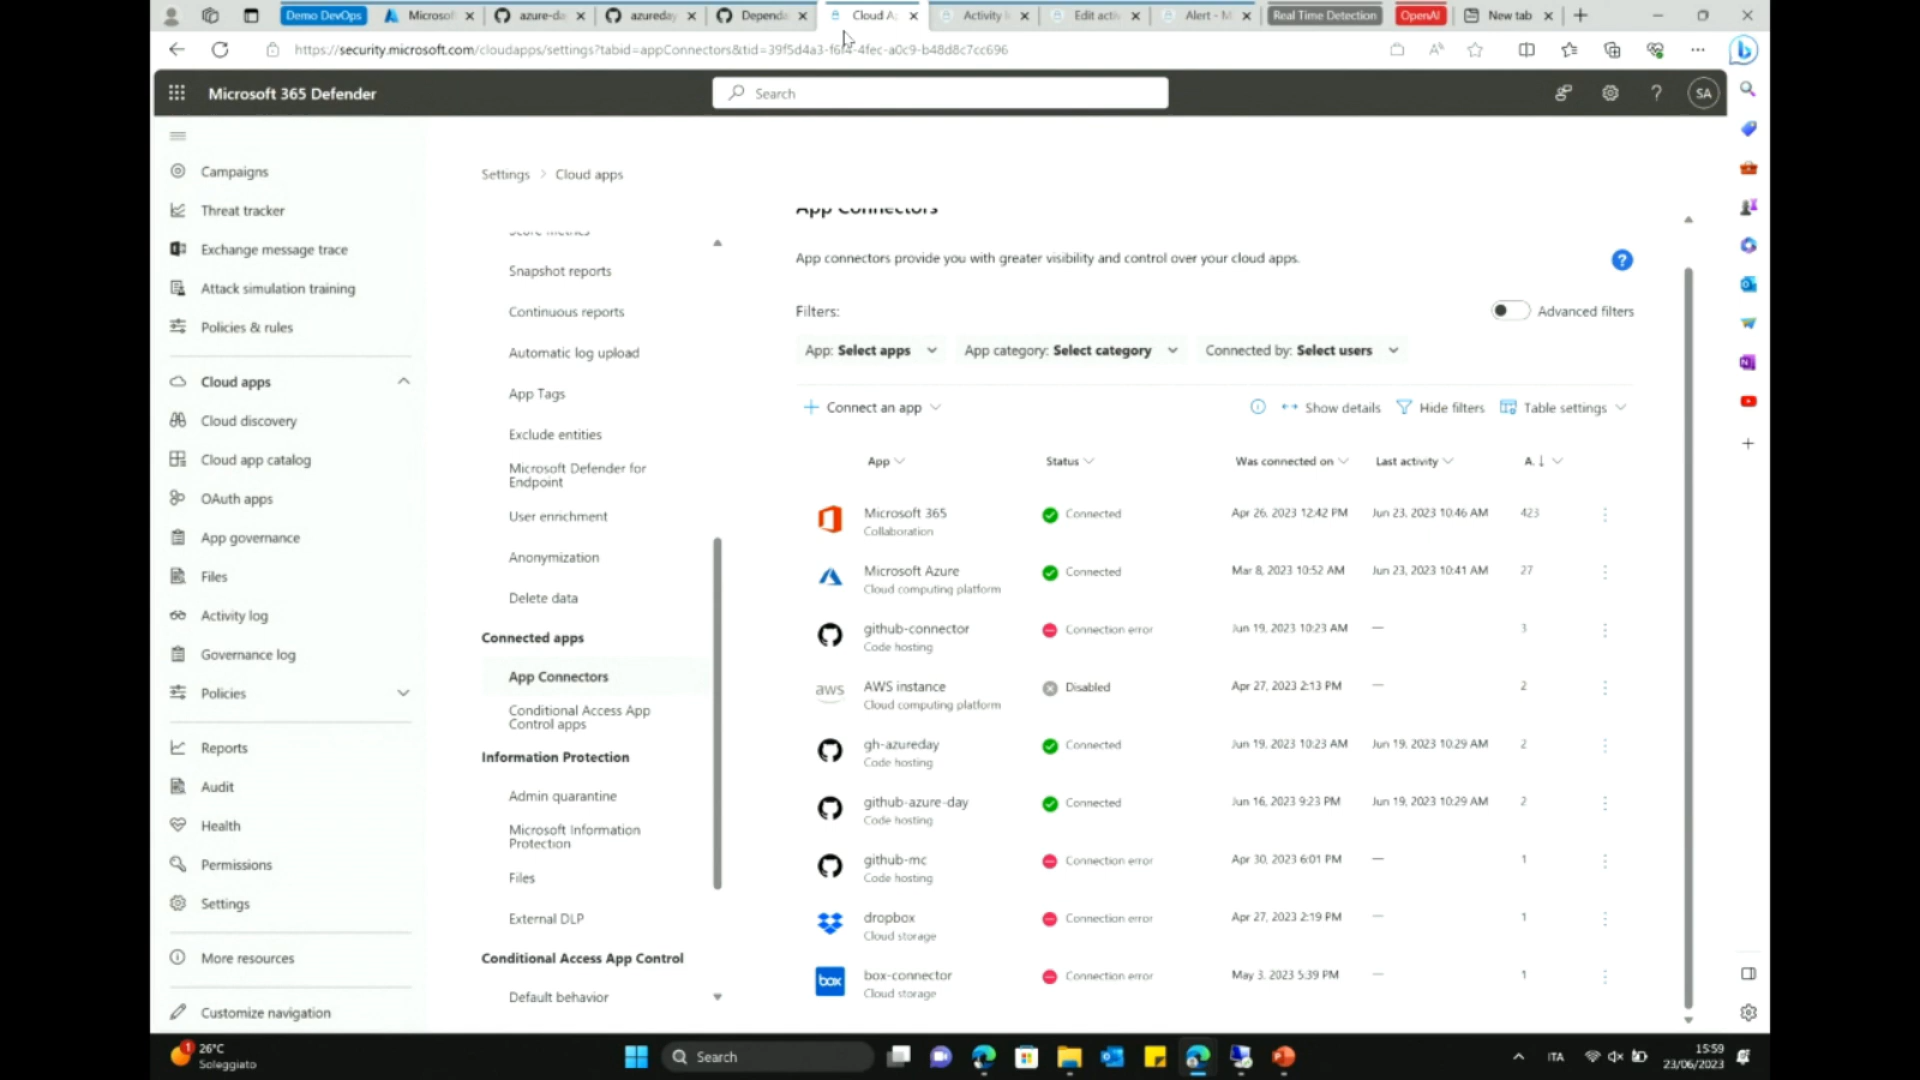 Demo DevOps
Microsof
azure-da
azureday
Depend
Cloud A
Activity l
Edit activ
Alert - M
Real Time Detection
OpenAI
New tab
https://security.microsoft.com/cloudapps/settings?tabid=appConnectors&tid=39f5d4a3-f6f4-4fec-a0c9-b48d8c7cc696
Microsoft 365 Defender
Search
SA
Campaigns
Threat tracker
Exchange message trace
Attack simulation training
Policies & rules
Cloud apps
Cloud discovery
Cloud app catalog
OAuth apps
App governance
Files
Activity log
Governance log
Policies
Reports
Audit
Health
Permissions
Settings
More resources
Customize navigation
Settings > Cloud apps
Score Metrics
Snapshot reports
Continuous reports
Automatic log upload
App Tags
Exclude entities
Microsoft Defender for
Endpoint
User enrichment
Anonymization
Delete data
Connected apps
App Connectors
Conditional Access App
Control apps
Information Protection
Admin quarantine
Microsoft Information
Protection
Files
External DLP
Conditional Access App Control
Default behavior
App Connectors
App connectors provide you with greater visibility and control over your cloud apps.
Filters:
Advanced filters
App: Select apps
App category: Select category
Connected by: Select users
Connect an app
Show details
Hide filters
Table settings
App
Status
Was connected on
Last activity
A.
Microsoft 365
Collaboration
Connected
Apr 26, 2023 12:42 PM
Jun 23, 2023 10:46 AM
423
Microsoft Azure
Cloud computing platform
Connected
Mar 8, 2023 10:52 AM
Jun 23, 2023 10:41 AM
27
github-connector
Code hosting
Connection error
Jun 19, 2023 10:23 AM
—
3
aws
AWS instance
Cloud computing platform
Disabled
Apr 27, 2023 2:13 PM
—
2
gh-azureday
Code hosting
Connected
Jun 19, 2023 10:23 AM
Jun 19, 2023 10:29 AM
2
github-azure-day
Code hosting
Connected
Jun 16, 2023 9:23 PM
Jun 19, 2023 10:29 AM
2
github-mc
Code hosting
Connection error
Apr 30, 2023 6:01 PM
—
1
dropbox
Cloud storage
Connection error
Apr 27, 2023 2:19 PM
—
1
box
box-connector
Cloud storage
Connection error
May 3, 2023 5:39 PM
—
1
1
26°C
Soleggiato
Search
ITA
15:59
23/06/2023